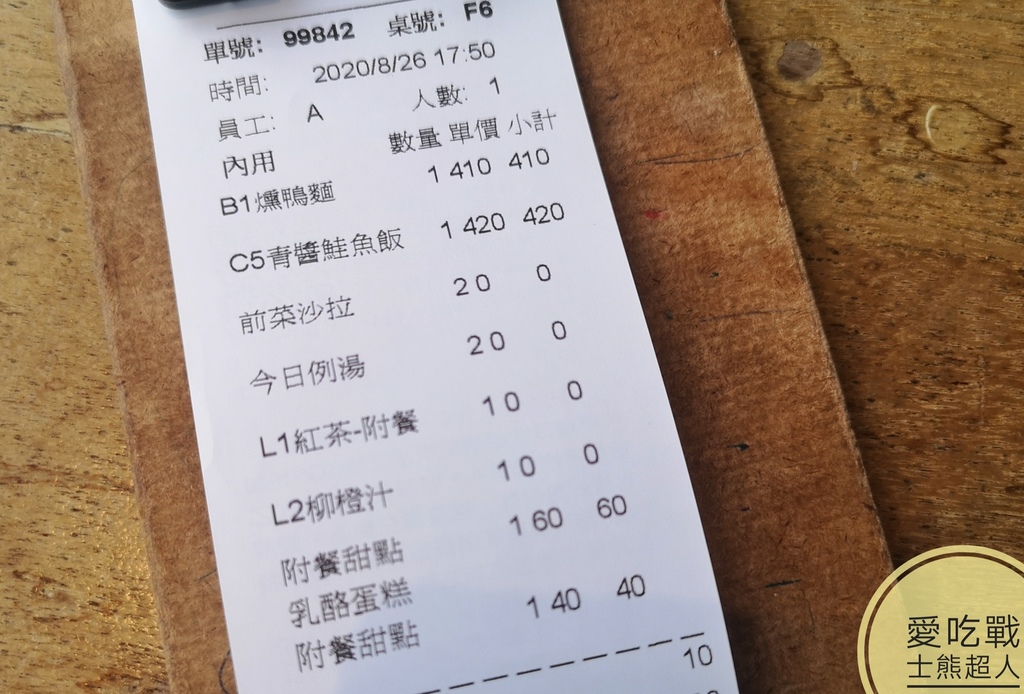 單號: 99842 桌號: F6
時間: 2020/8/26 17:50
員工: A 人數: 1
內用 數量 單價 小計
B1燻鴨麵 1 410 410
C5青醬鮭魚飯 1 420 420
前菜沙拉 2 0 0
今日例湯 2 0 0
L1紅茶-附餐 1 0 0
L2柳橙汁 1 0 0
附餐甜點 1 60 60
乳酪蛋糕
附餐甜點 1 40 40
10
愛吃戰
士熊超人